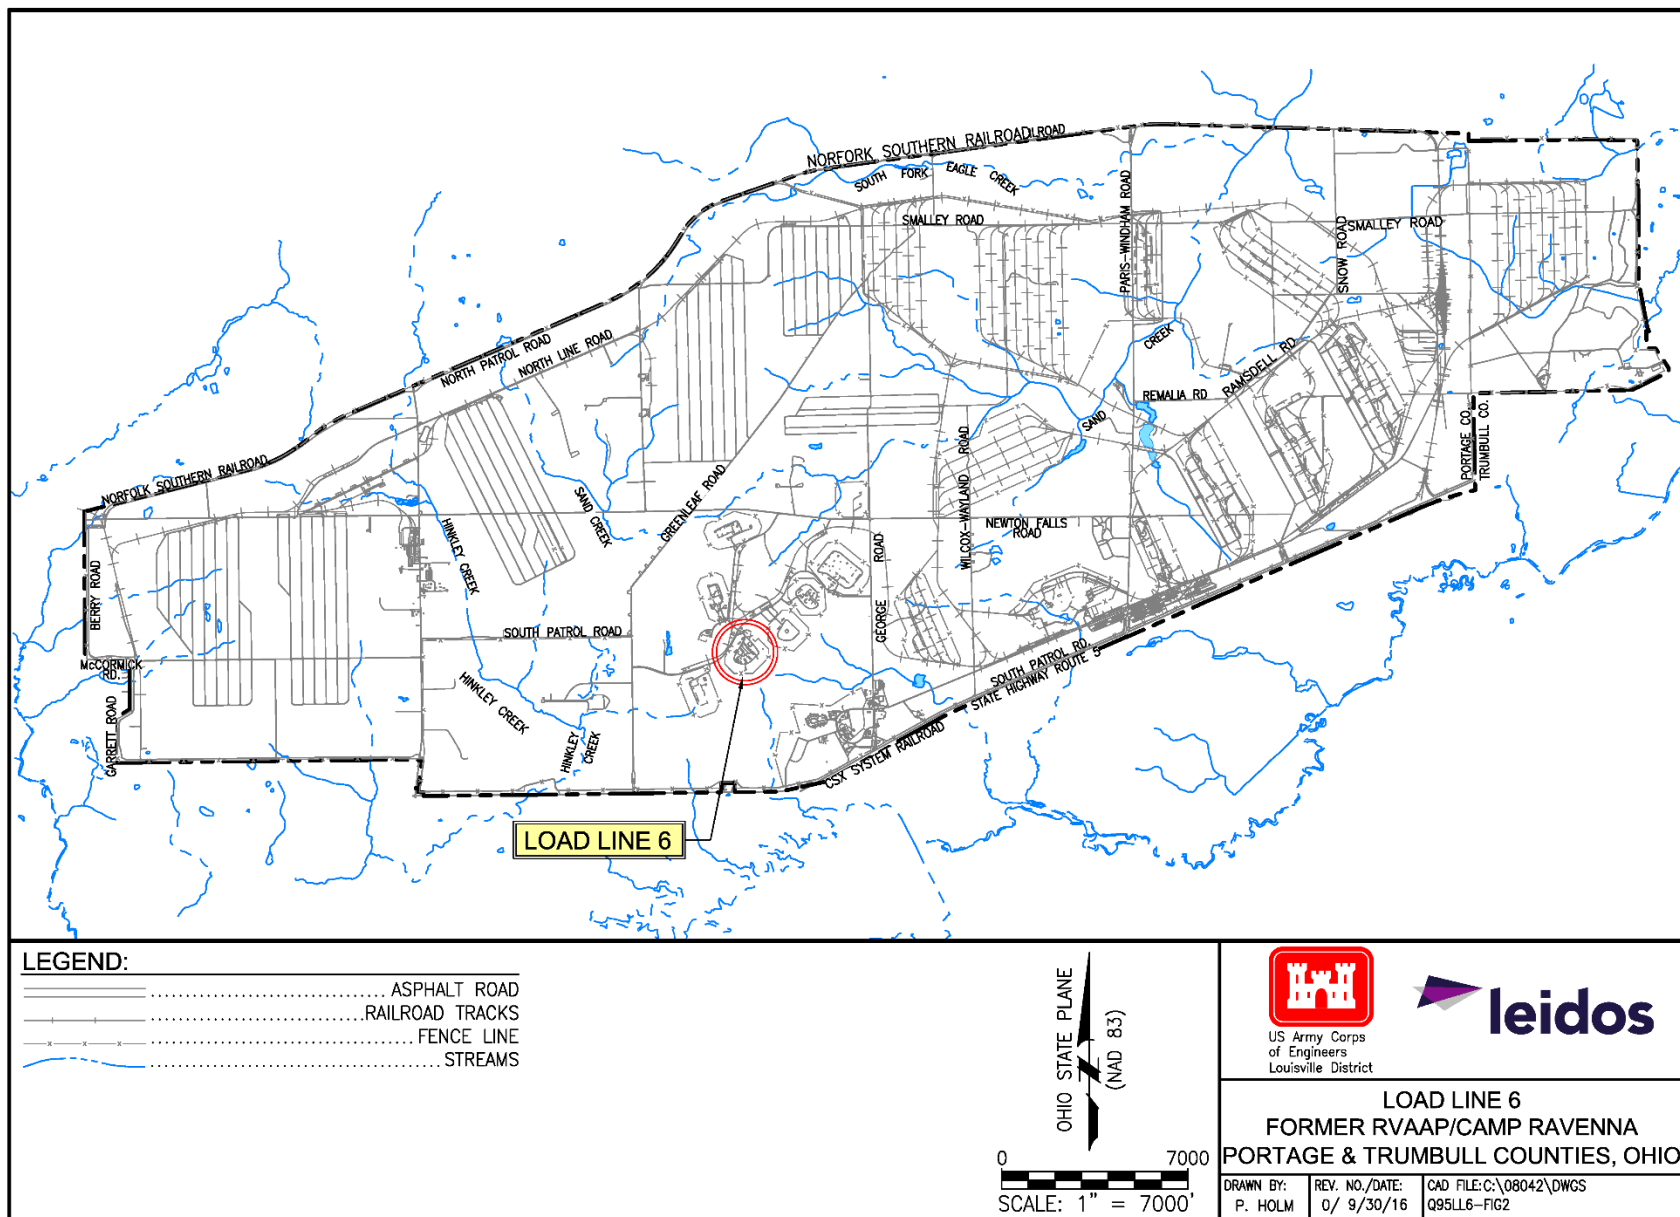 NORFORK SOUTHERN RAILROAD
LROAD
SOUTH FORK EAGLE CREEK
SMALLEY ROAD
PARIS-WINDHAM ROAD
SNOW ROAD
SMALLEY ROAD
NORTH PATROL ROAD
NORTH LINE ROAD
CREEK
SAND
REMALIA RD
RAMSDELL RD.
PORTAGE CO.
TRUMBULL CO.
NORFOLK SOUTHERN RAILROAD
HINKLEY CREEK
SAND CREEK
GREENLEAF ROAD
GEORGE ROAD
WILCOX-WAYLAND ROAD
NEWTON FALLS
ROAD
BERRY ROAD
McCORMICK
RD.
GARRETT ROAD
SOUTH PATROL ROAD
HINKLEY CREEK
HINKLEY
CREEK
SOUTH PATROL RD.
STATE HIGHWAY ROUTE 5
CSX SYSTEM RAILROAD
LOAD LINE 6
LEGEND:
ASPHALT ROAD
RAILROAD TRACKS
FENCE LINE
STREAMS
OHIO STATE PLANE
(NAD 83)
0 7000
SCALE: 1" = 7000'
US Army Corps
of Engineers
Louisville District
leidos
LOAD LINE 6
FORMER RVAAP/CAMP RAVENNA
PORTAGE & TRUMBULL COUNTIES, OHIO
DRAWN BY:
P. HOLM
REV. NO./DATE:
0/ 9/30/16
CAD FILE:C:\08042\DWGS
Q95LL6-FIG2